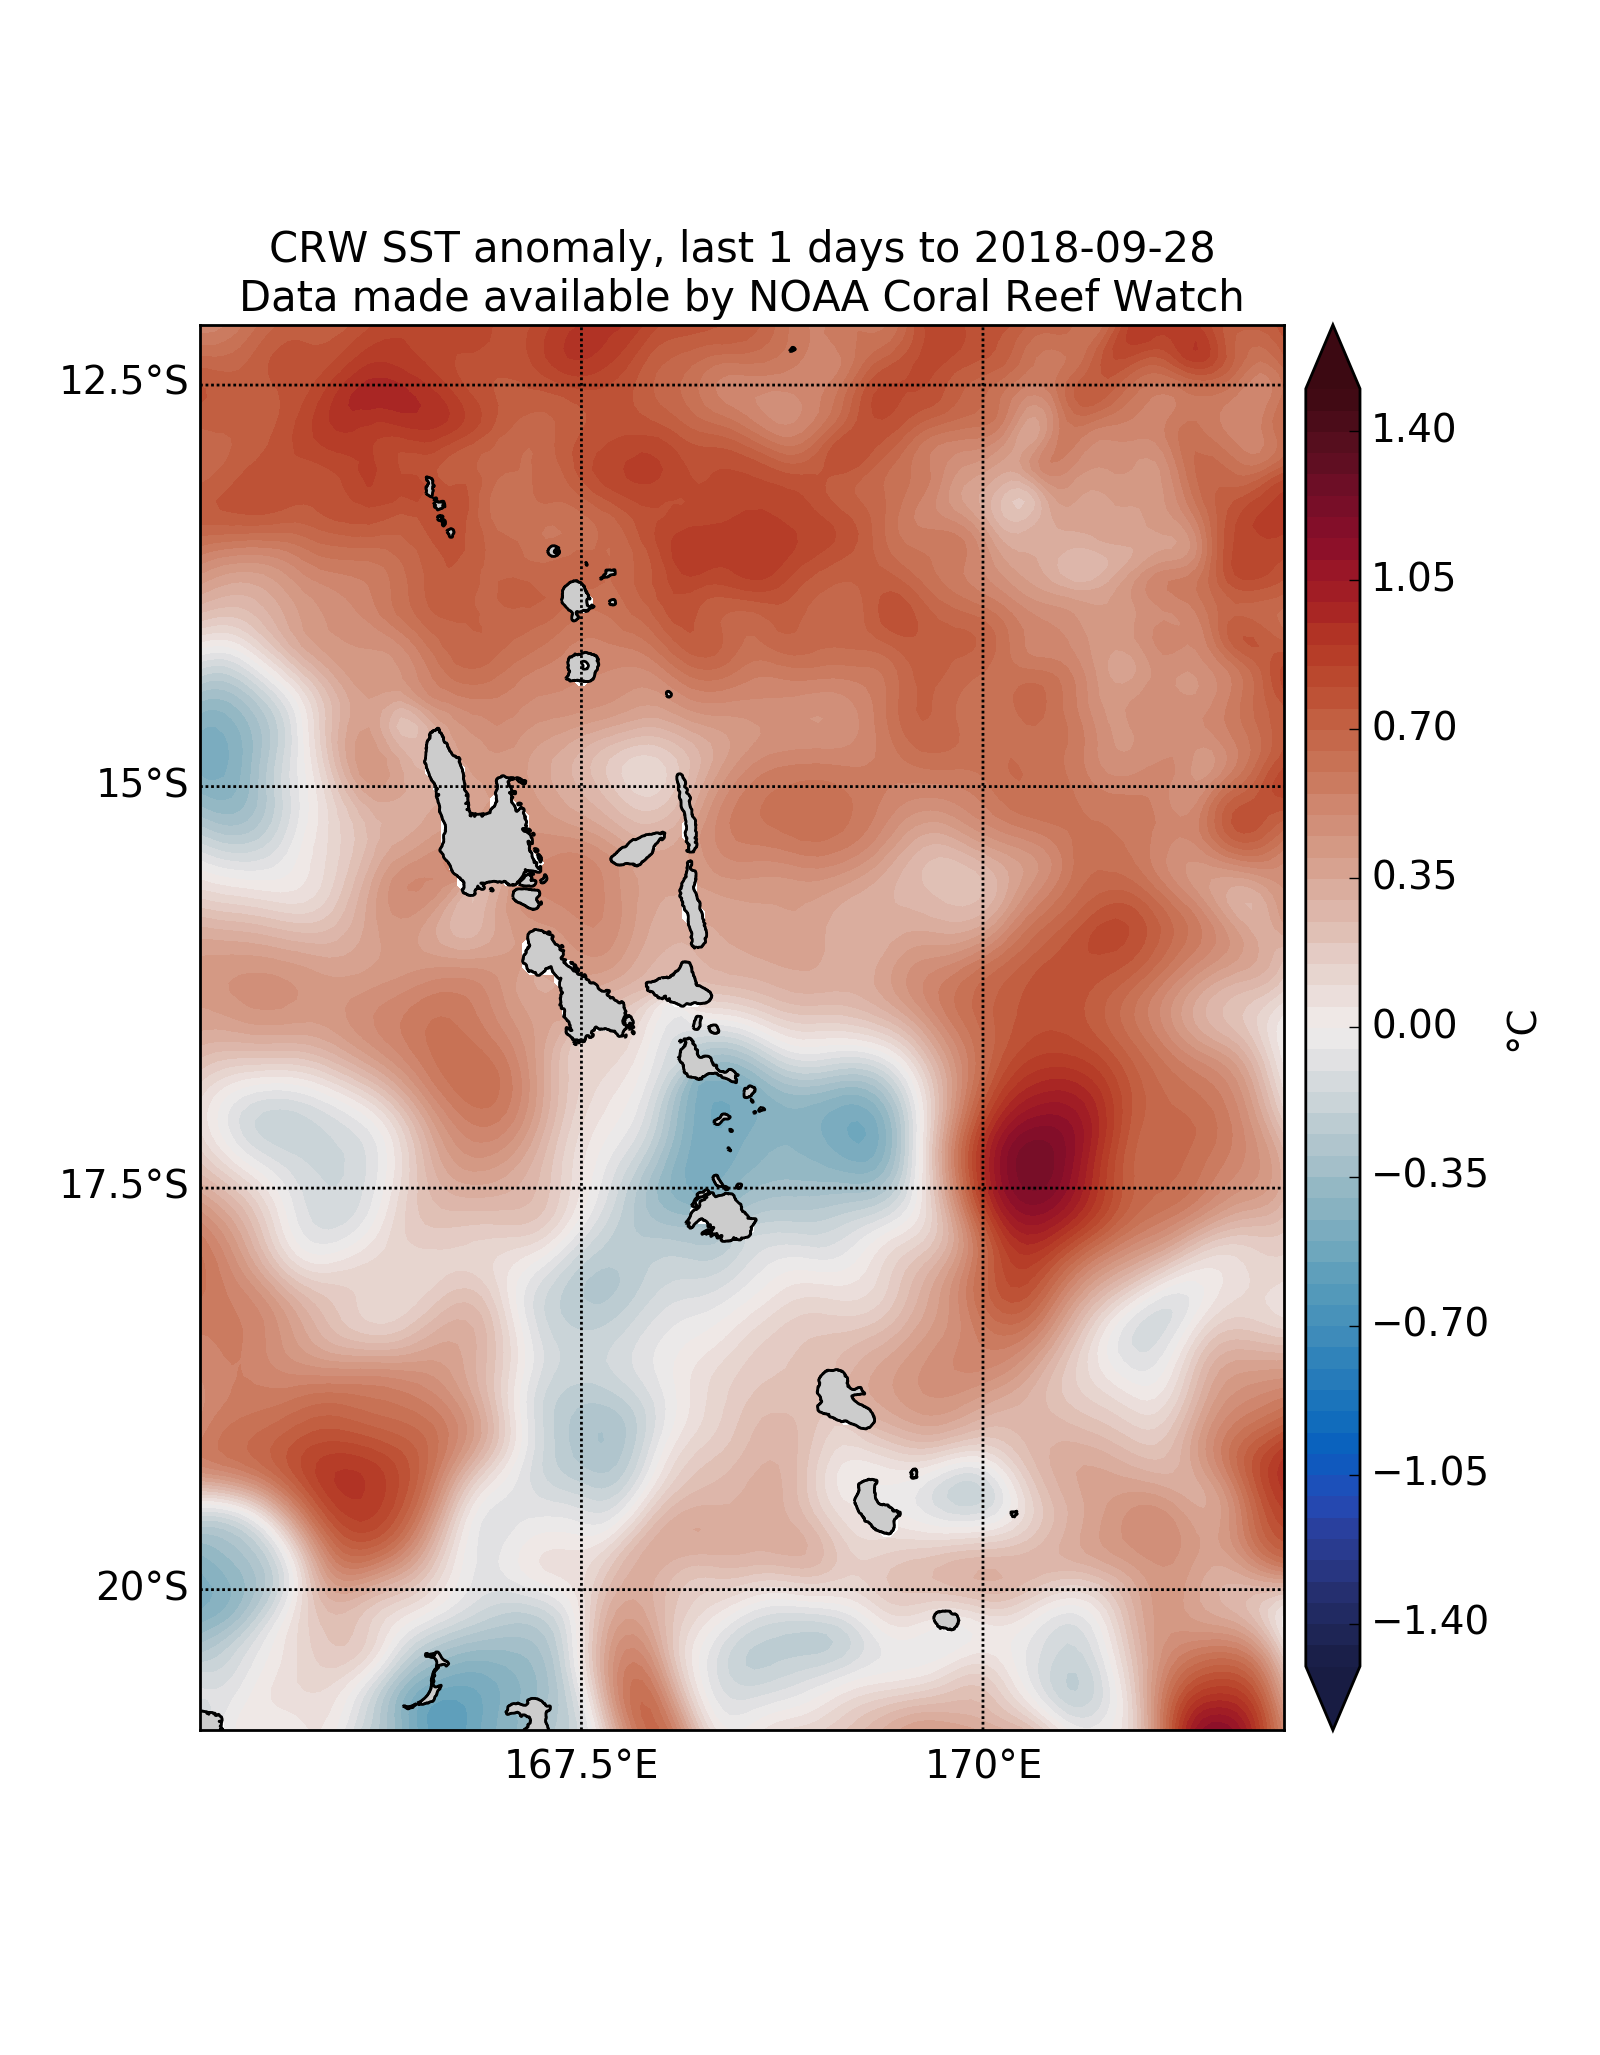 CRW SST anomaly, last 1 days to 2018-09-28
Data made available by NOAA Coral Reef Watch
12.5°S
15°S
17.5°S
20°S
167.5°E
170°E
1.40
1.05
0.70
0.35
0.00
−0.35
−0.70
−1.05
−1.40
°C